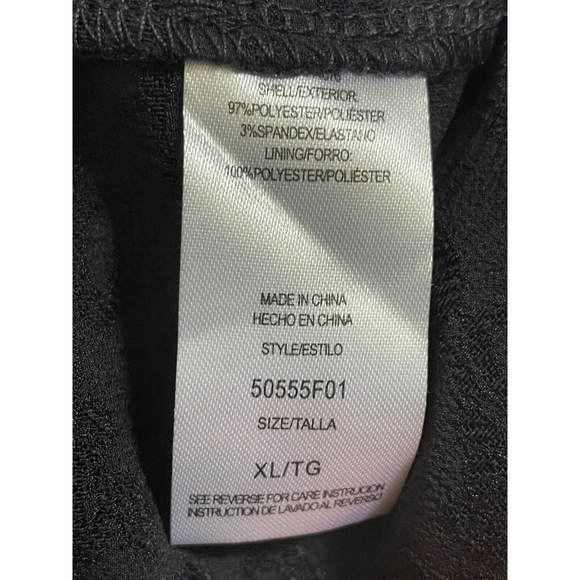 SHELL/EXTERIOR:
97%POLYESTER/POLIÉSTER
3%SPANDEX/ELASTANO
LINING/FORRO:
100%POLYESTER/POLIÉSTER
MADE IN CHINA
HECHO EN CHINA
STYLE/ESTILO
50555F01
SIZE/TALLA
XL/TG
SEE REVERSE FOR CARE INSTRUCION
INSTRUCTION DE LAVADO AL REVERSO